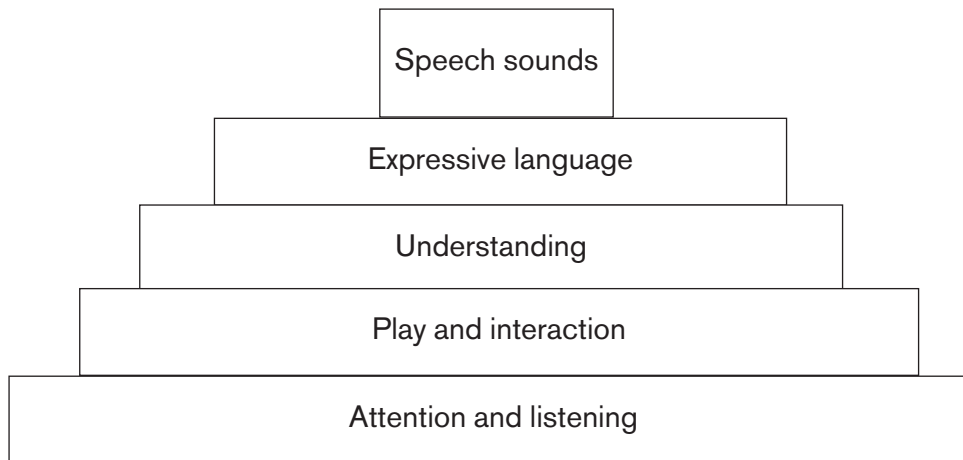 Speech sounds
Expressive language
Understanding
Play and interaction
Attention and listening